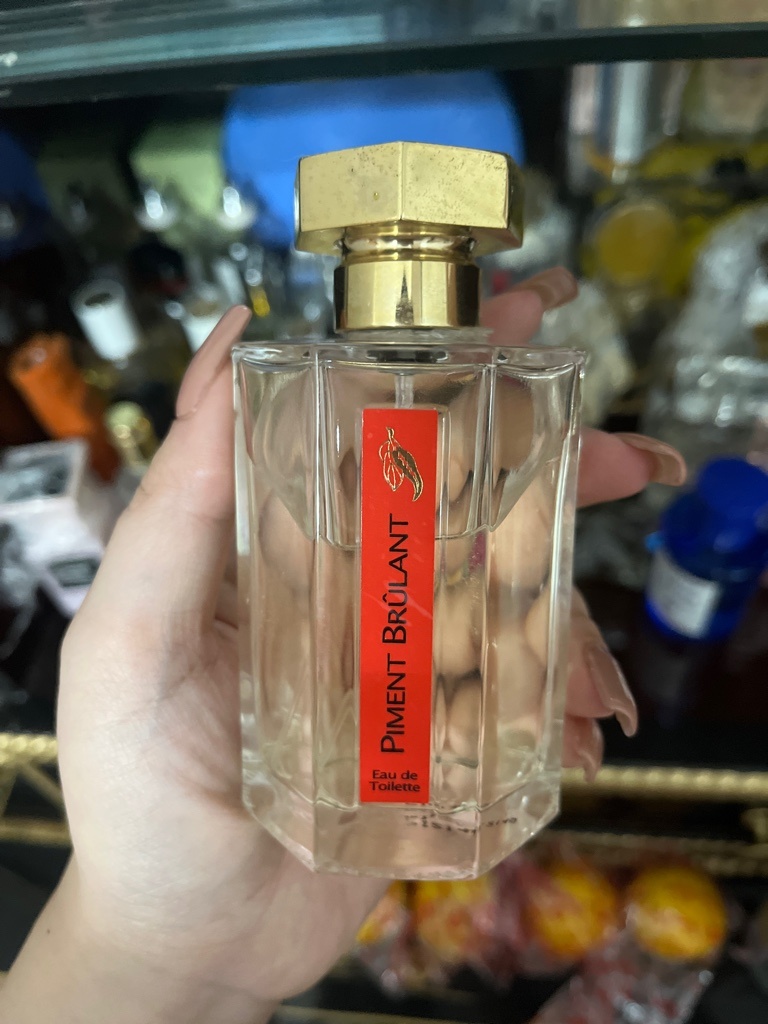 PIMENT BRÛLANT
Eau de
Toilette